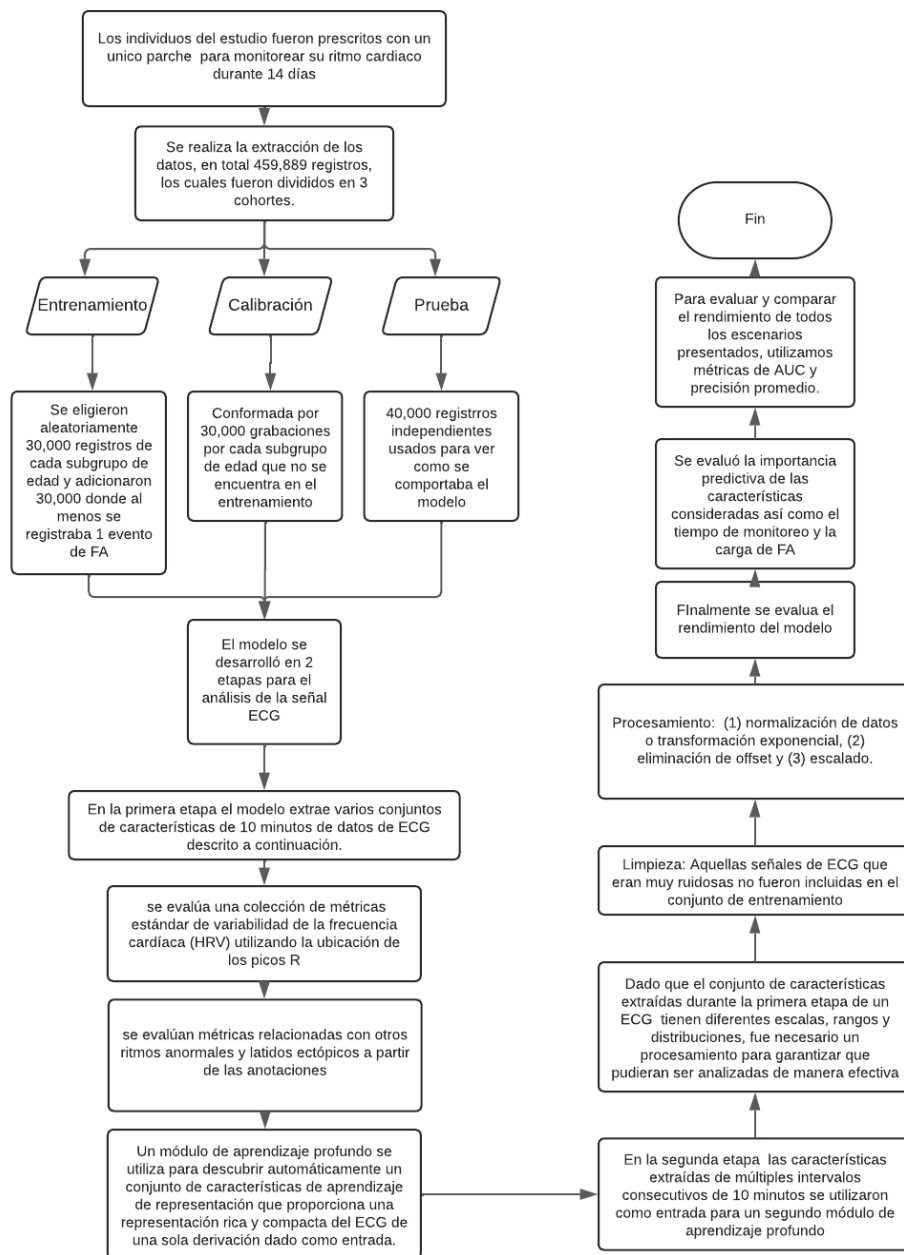 Los individuos del estudio fueron prescritos con un
unico parche para monitorear su ritmo cardiaco
durante 14 días
Se realiza la extracción de los
datos, en total 459,889 registros,
los cuales fueron divididos en 3
cohortes.
Entrenamiento
Calibración
Prueba
Se eligieron
aleatoriamente
30,000 registros de
cada subgrupo de
edad y adicionaron
30,000 donde al
menos se
registraba 1 evento
de FA
Conformada por
30,000 grabaciones
por cada subgrupo
de edad que no se
encuentra en el
entrenamiento
40,000 registrros
independientes
usados para ver
como se
comportaba el
modelo
El modelo se
desarrolló en 2
etapas para el
análisis de la señal
ECG
En la primera etapa el modelo extrae varios conjuntos
de características de 10 minutos de datos de ECG
descrito a continuación.
se evalúa una colección de métricas
estándar de variabilidad de la frecuencia
cardíaca (HRV) utilizando la ubicación de
los picos R
se evalúan métricas relacionadas con otros
ritmos anormales y latidos ectópicos a partir
de las anotaciones
Un módulo de aprendizaje profundo se
utiliza para descubrir automáticamente un
conjunto de características de aprendizaje
de representación que proporciona una
representación rica y compacta del ECG de
una sola derivación dado como entrada.
En la segunda etapa las características
extraídas de múltiples intervalos
consecutivos de 10 minutos se utilizaron
como entrada para un segundo módulo de
aprendizaje profundo
Dado que el conjunto de características
extraídas durante la primera etapa de un
ECG tienen diferentes escalas, rangos y
distribuciones, fue necesario un
procesamiento para garantizar que
pudieran ser analizadas de manera efectiva
Limpieza: Aquellas señales de ECG que
eran muy ruidosas no fueron incluidas en el
conjunto de entrenamiento
Procesamiento: (1) normalización de datos
o transformación exponencial, (2)
eliminación de offset y (3) escalado.
FInalmente se evalua el
rendimiento del modelo
Se evaluó la importancia
predictiva de las
características
consideradas así como el
tiempo de monitoreo y la
carga de FA
Para evaluar y comparar
el rendimiento de todos
los escenarios
presentados, utilizamos
métricas de AUC y
precisión promedio.
Fin